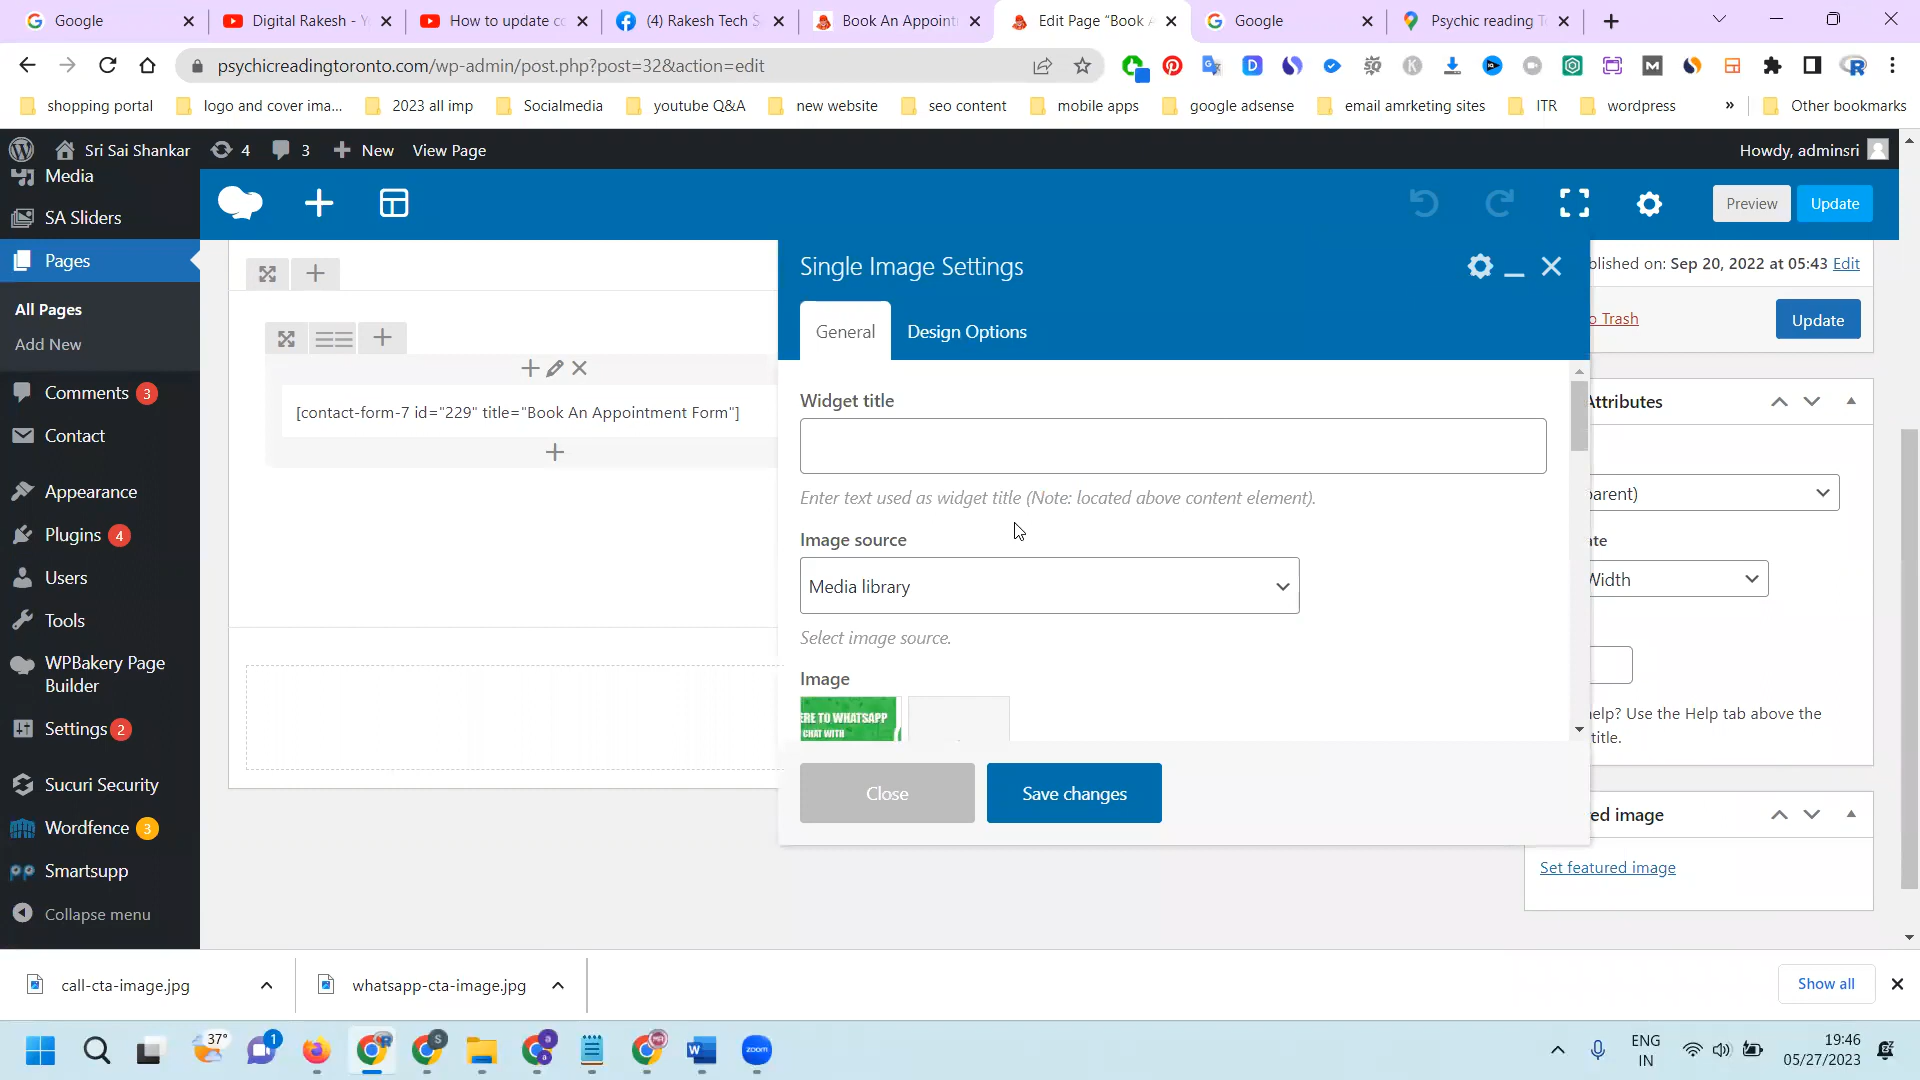 Google
Digital Rakesh - Y
How to update co
(4) Rakesh Tech S
Book An Appoint
Edit Page "Book A
Google
Psychic reading T
psychicreadingtoronto.com/wp-admin/post.php?post=32&action=edit
shopping portal
logo and cover ima...
2023 all imp
Socialmedia
youtube Q&A
new website
seo content
mobile apps
google adsense
email amrketing sites
ITR
wordpress
»
Other bookmarks
Sri Sai Shankar
4
3
New
View Page
Howdy, adminsri
Media
SA Sliders
Pages
All Pages
Add New
Comments 3
Contact
Appearance
Plugins 4
Users
Tools
WPBakery Page
Builder
Settings 2
Sucuri Security
Wordfence 3
Smartsupp
Collapse menu
Preview
Update
[contact-form-7 id="229" title="Book An Appointment Form"]
Single Image Settings
General
Design Options
Widget title
Enter text used as widget title (Note: located above content element).
Image source
Media library
Select image source.
Image
ERE TO WHATSAPP
CHAT WITH
Close
Save changes
blished on: Sep 20, 2022 at 05:43 Edit
o Trash
Update
Attributes
parent)
ate
Width
help? Use the Help tab above the
title.
ed image
Set featured image
call-cta-image.jpg
whatsapp-cta-image.jpg
Show all
37°
1
zoom
ENG
IN
19:46
05/27/2023